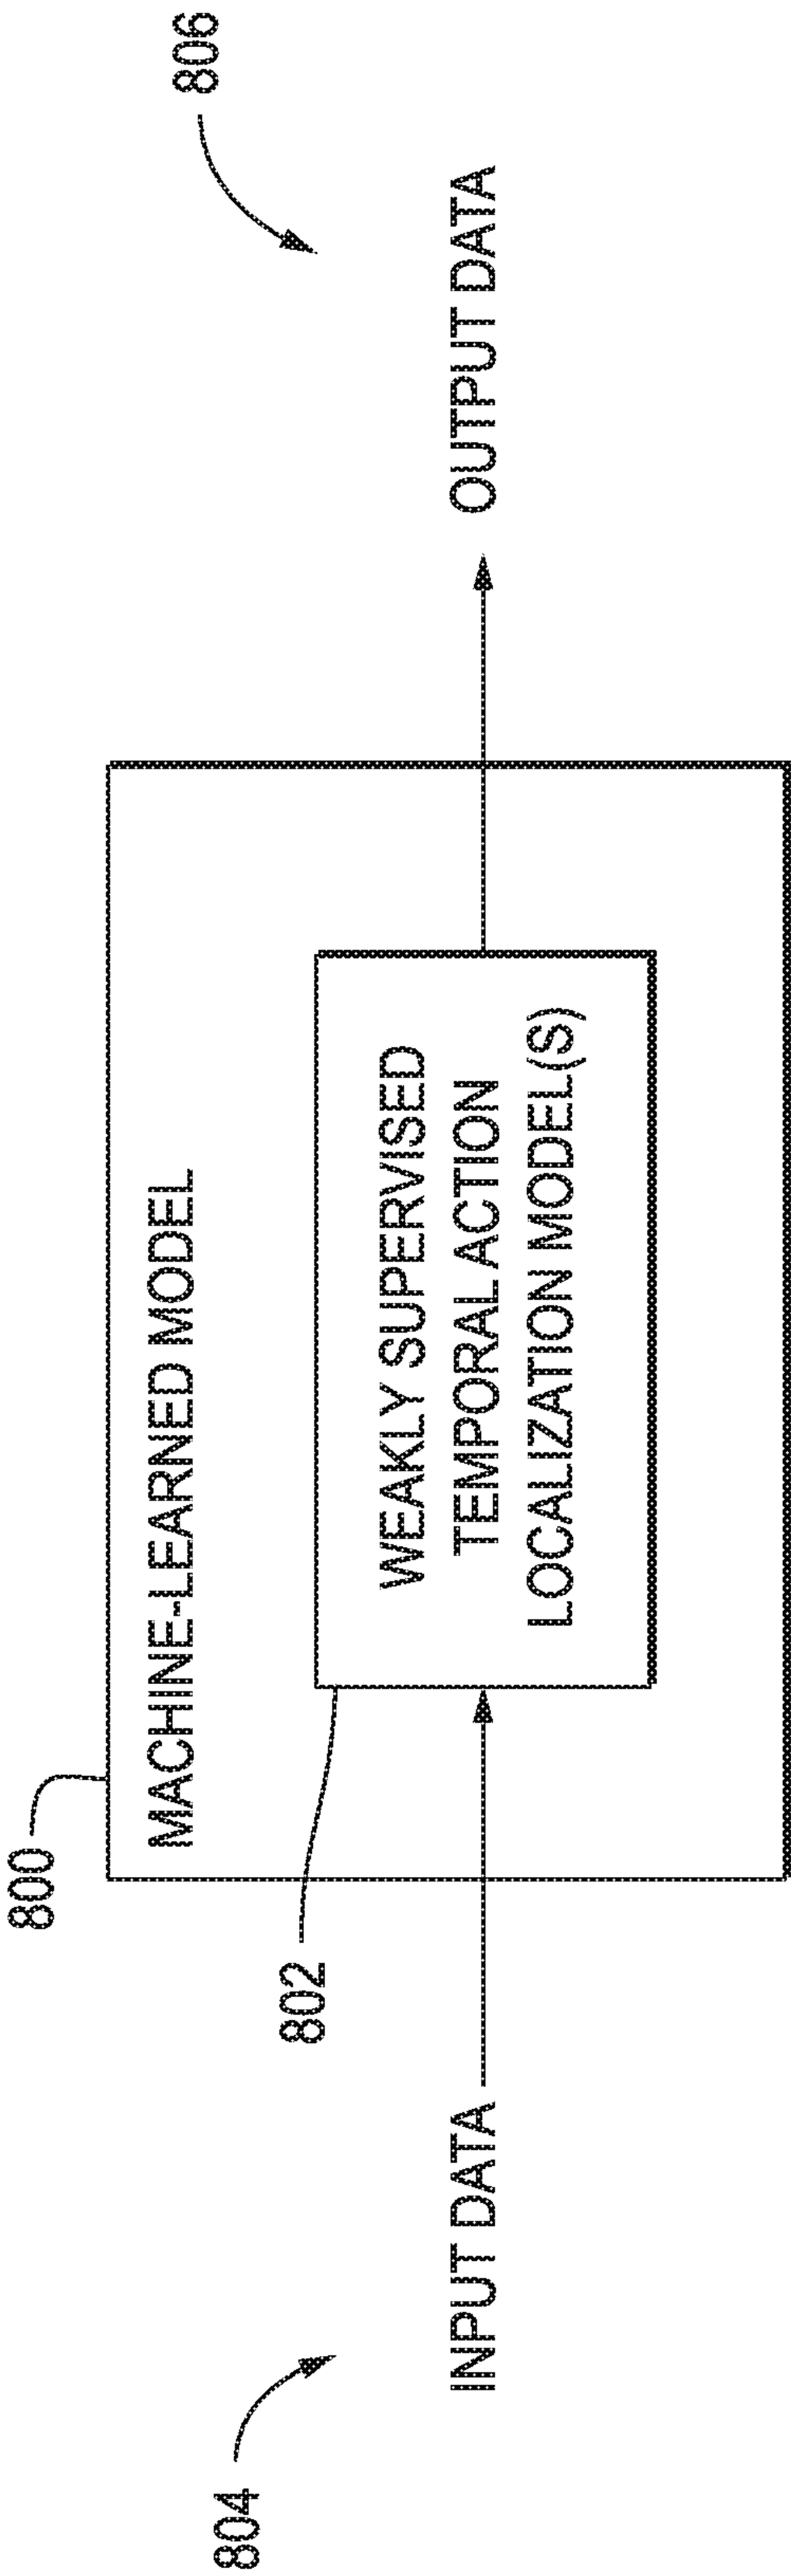 800
MACHINE-LEARNED MODEL
802
WEAKLY SUPERVISED
TEMPORAL ACTION
LOCALIZATION MODEL(S)
804
INPUT DATA
806
OUTPUT DATA